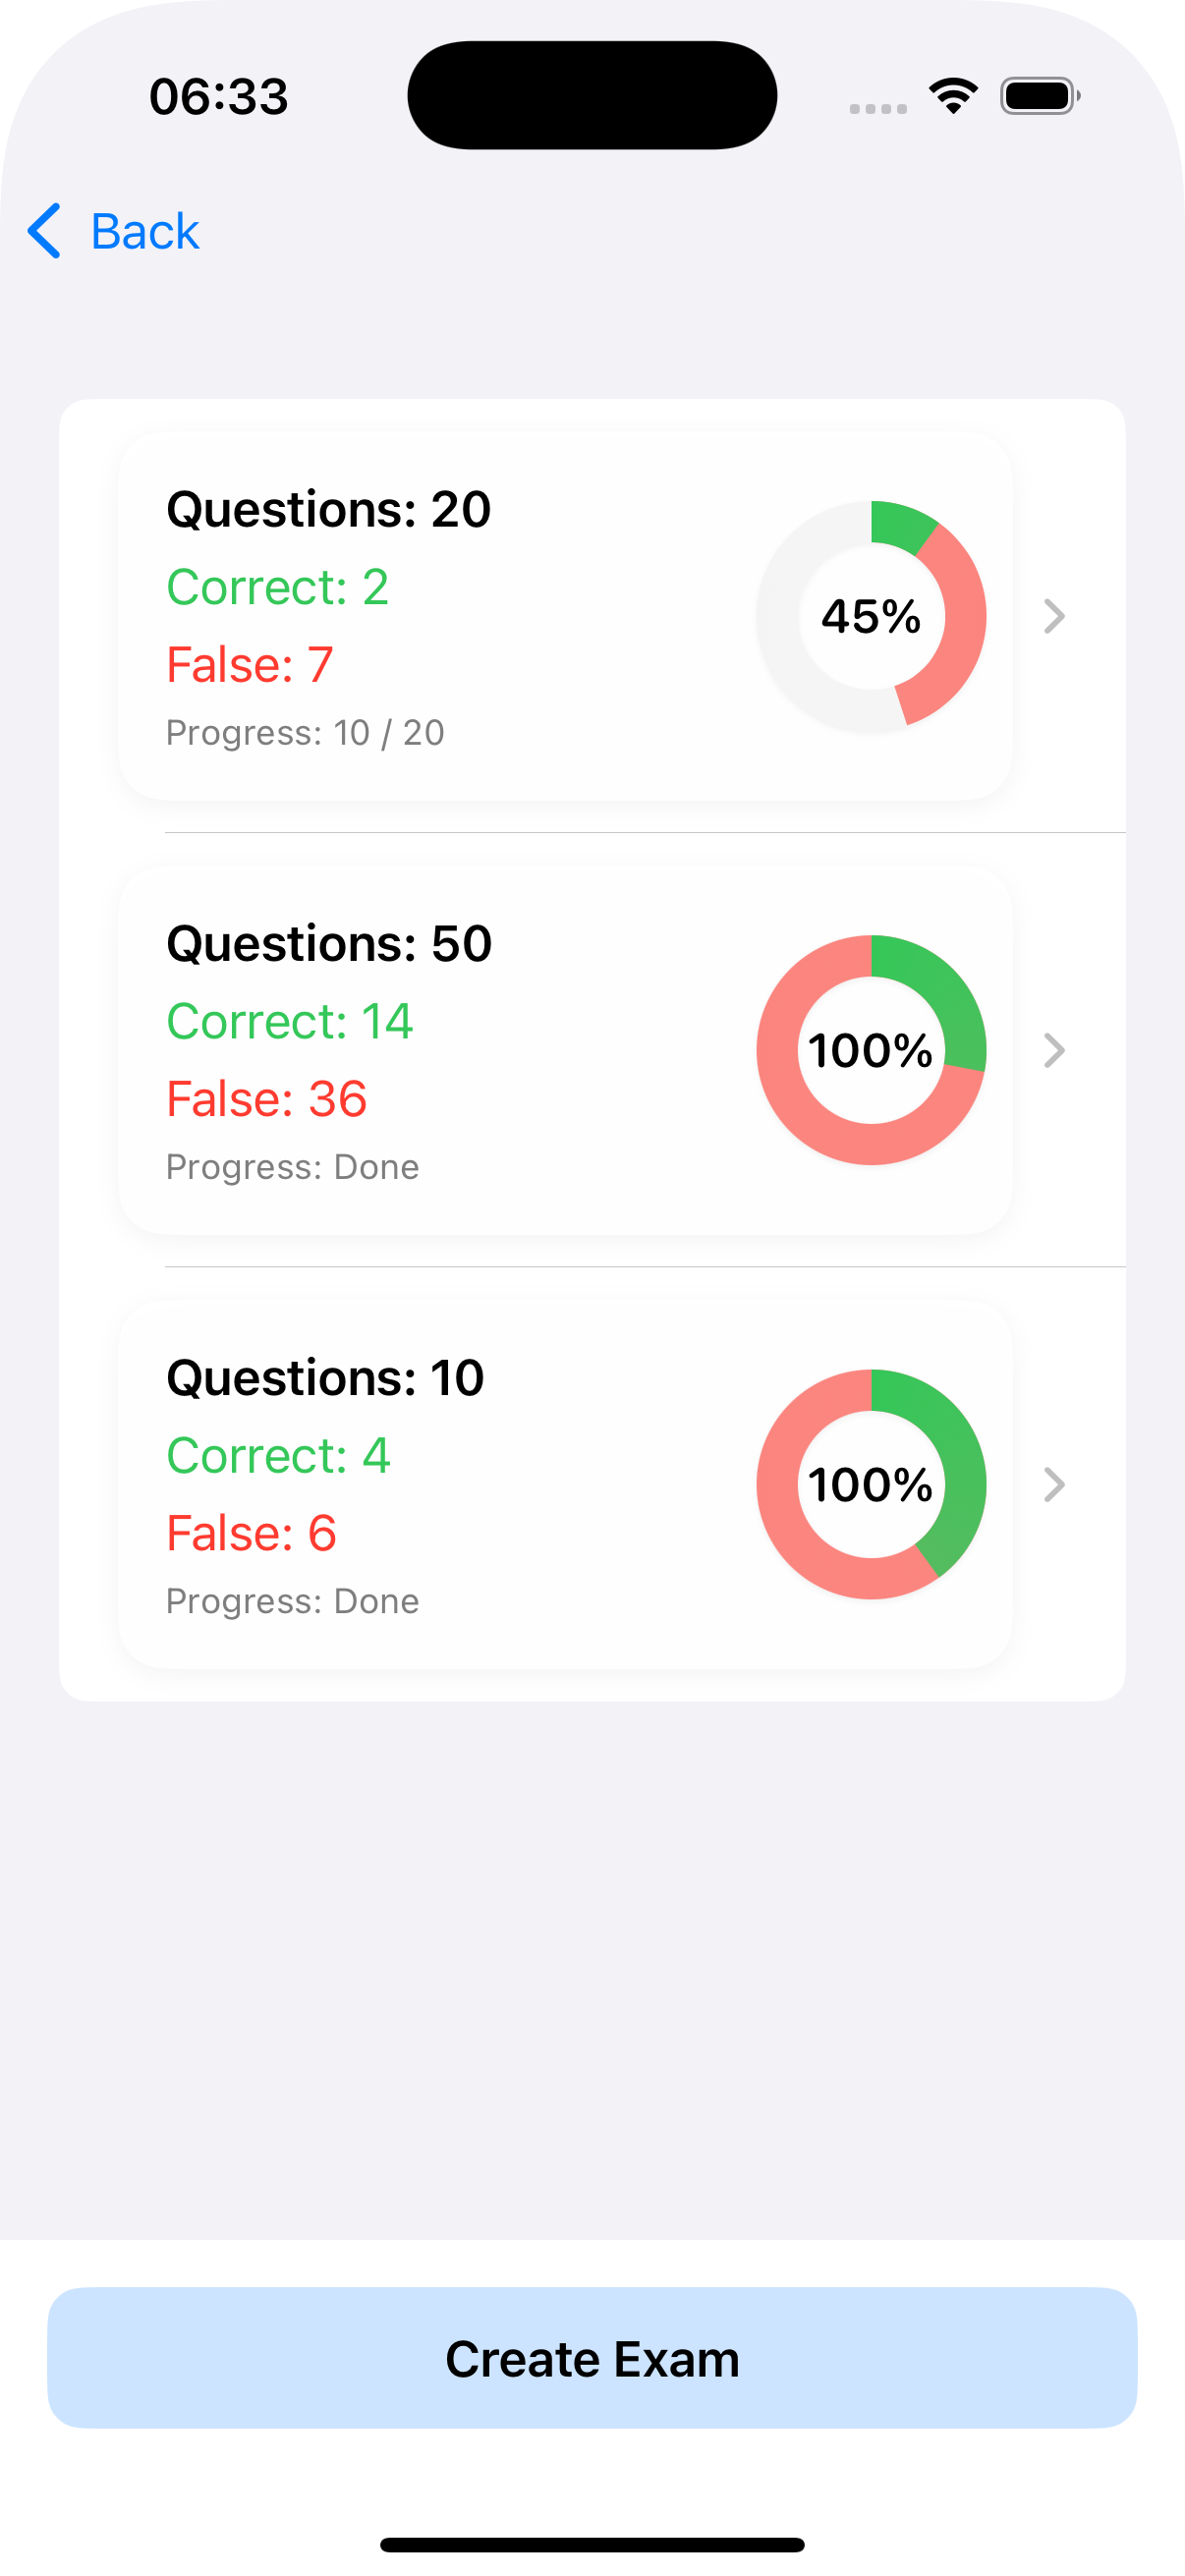 06:33
Back
Questions: 20
Correct: 2
False: 7
Progress: 10 / 20
45%
Questions: 50
Correct: 14
False: 36
Progress: Done
100%
Questions: 10
Correct: 4
False: 6
Progress: Done
100%
Create Exam